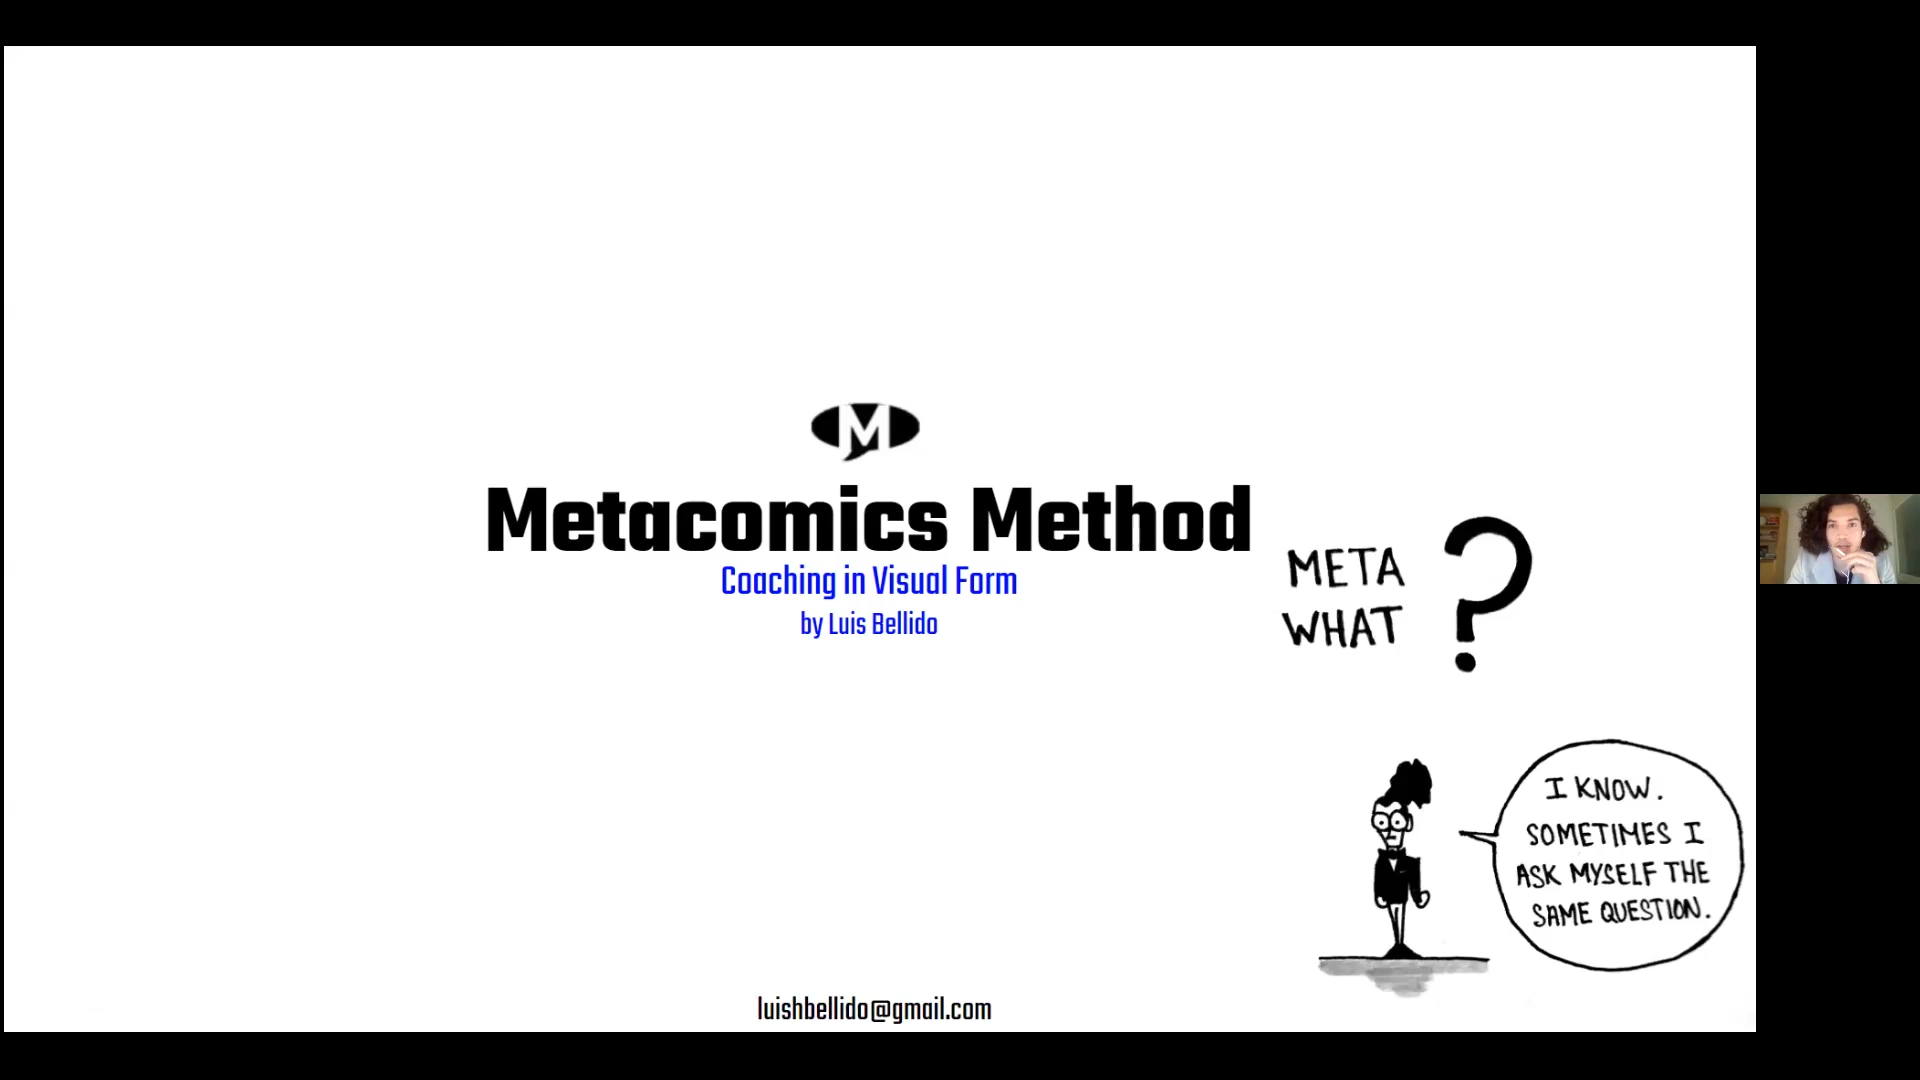 M
Metacomics Method
Coaching in Visual Form
by Luis Bellido
META
WHAT
?
I KNOW.
SOMETIMES I
ASK MYSELF THE
SAME QUESTION.
luishbellido@gmail.com